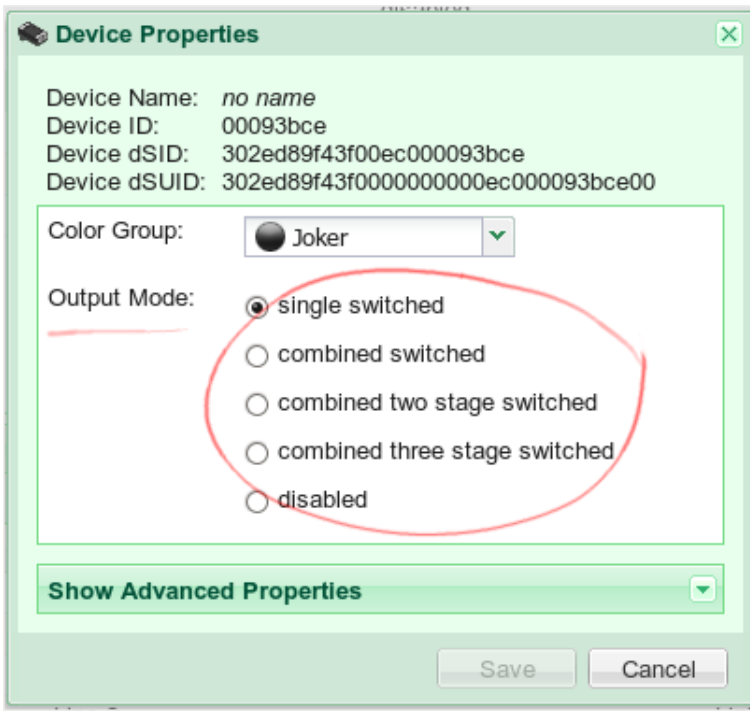 Device Properties
Device Name: no name
Device ID: 00093bce
Device dSID: 302ed89f43f00ec000093bce
Device dSUID: 302ed89f43f0000000000ec000093bce00
Color Group: Joker
Output Mode: single switched
combined switched
combined two stage switched
combined three stage switched
disabled
Show Advanced Properties
Save Cancel